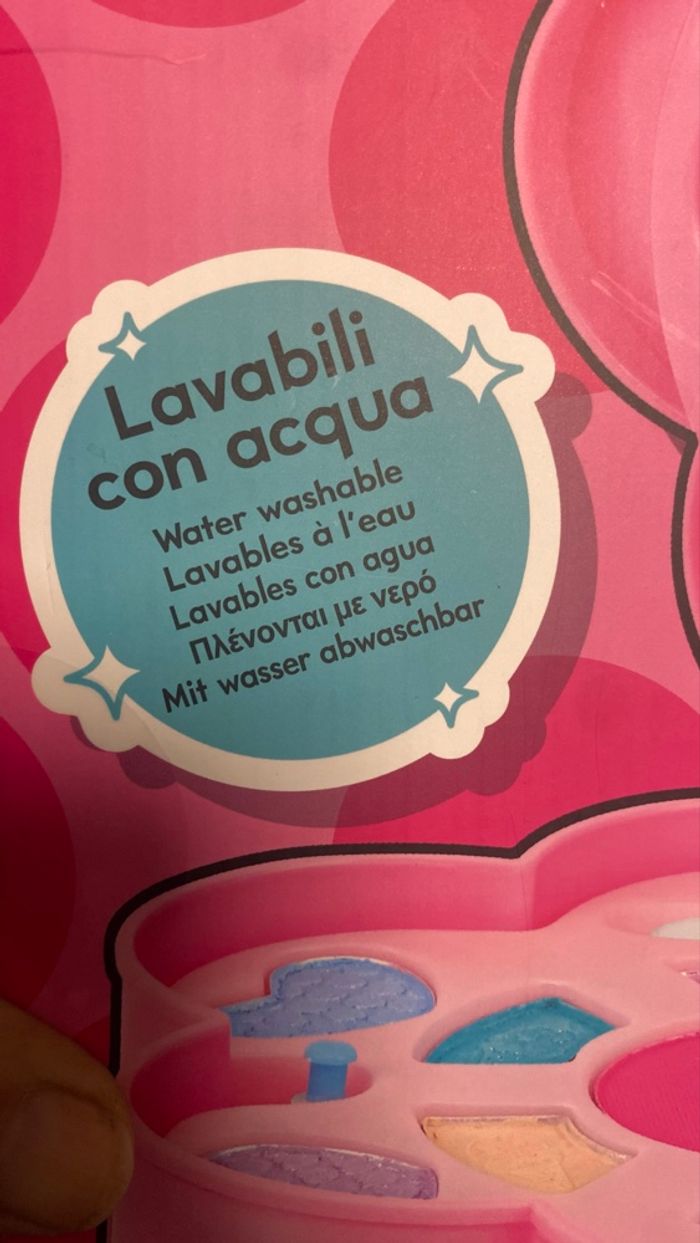 Lavabili
con acqua
Water washable
Lavables à l'eau
Lavables con agua
Πλένονται με νερό
Mit wasser abwaschbar